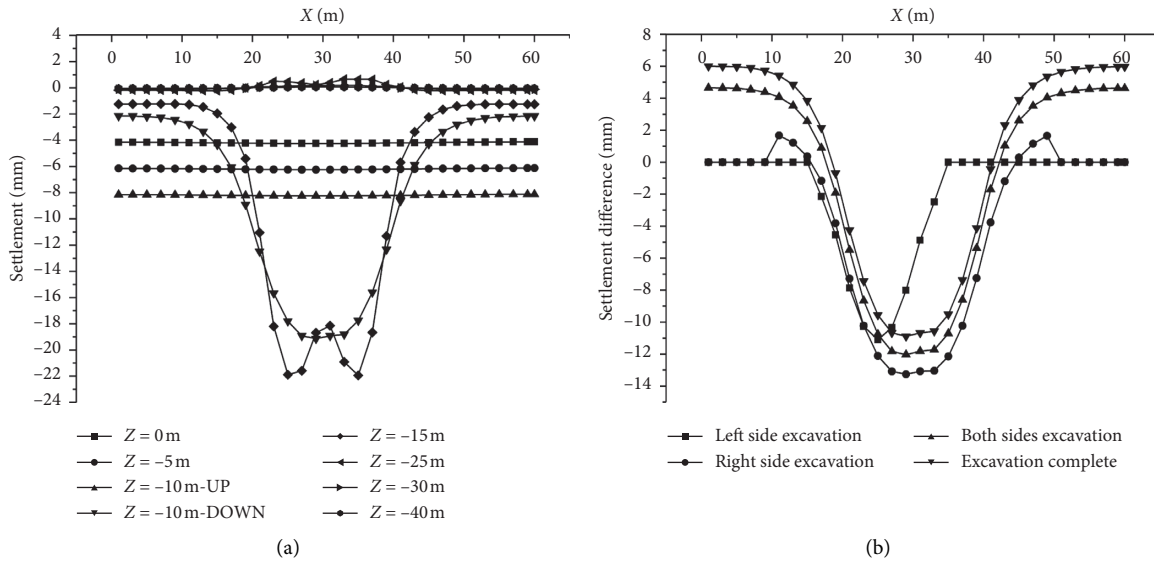 X (m)
4
2
0
–2
–4
–6
–8
–10
–12
–14
–16
–18
–20
–22
–24
0 10 20 30 40 50 60
Settlement (mm)
Z = 0 m
Z = –5 m
Z = –10 m-UP
Z = –10 m-DOWN
Z = –15 m
Z = –25 m
Z = –30 m
Z = –40 m
(a)
X (m)
8
6
4
2
0
–2
–4
–6
–8
–10
–12
–14
0 10 20 30 40 50 60
Settlement difference (mm)
Left side excavation
Right side excavation
Both sides excavation
Excavation complete
(b)